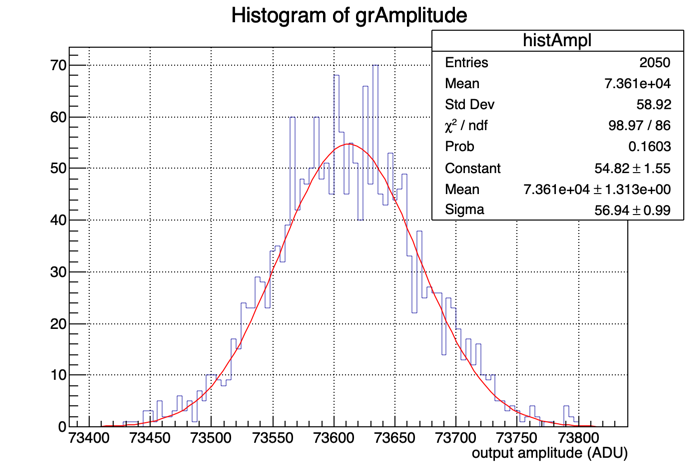 Histogram of grAmplitude
histAmpl
Entries 2050
Mean 7.361e+04
Std Dev 58.92
χ² / ndf 98.97 / 86
Prob 0.1603
Constant 54.82 ± 1.55
Mean 7.361e+04 ± 1.313e+00
Sigma 56.94 ± 0.99
70
60
50
40
30
20
10
0
73400 73450 73500 73550 73600 73650 73700 73750 73800
output amplitude (ADU)